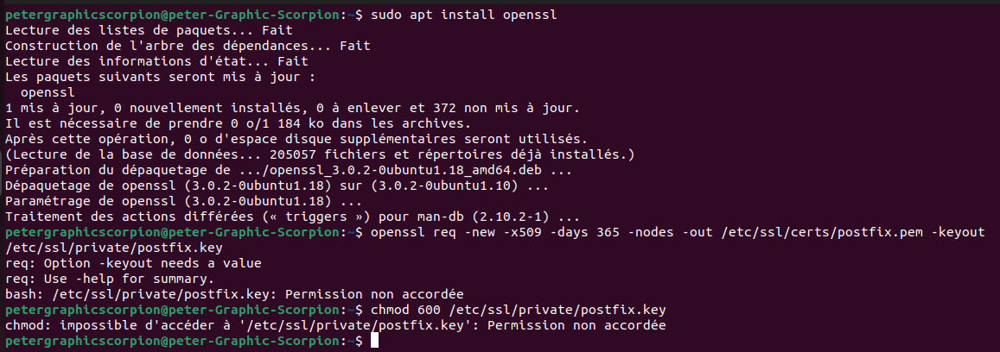 petergraphicscorpion@peter-Graphic-Scorpion:~$ sudo apt install openssl
Lecture des listes de paquets... Fait
Construction de l'arbre des dépendances... Fait
Lecture des informations d'état... Fait
Les paquets suivants seront mis à jour :
  openssl
1 mis à jour, 0 nouvellement installés, 0 à enlever et 372 non mis à jour.
Il est nécessaire de prendre 0 o/1 184 ko dans les archives.
Après cette opération, 0 o d'espace disque supplémentaires seront utilisés.
(Lecture de la base de données... 205057 fichiers et répertoires déjà installés.)
Préparation du dépaquetage de .../openssl_3.0.2-0ubuntu1.18_amd64.deb ...
Dépaquetage de openssl (3.0.2-0ubuntu1.18) sur (3.0.2-0ubuntu1.10) ...
Paramétrage de openssl (3.0.2-0ubuntu1.18) ...
Traitement des actions différées (« triggers ») pour man-db (2.10.2-1) ...
petergraphicscorpion@peter-Graphic-Scorpion:~$ openssl req -new -x509 -days 365 -nodes -out /etc/ssl/certs/postfix.pem -keyout
/etc/ssl/private/postfix.key
req: Option -keyout needs a value
req: Use -help for summary.
bash: /etc/ssl/private/postfix.key: Permission non accordée
petergraphicscorpion@peter-Graphic-Scorpion:~$ chmod 600 /etc/ssl/private/postfix.key
chmod: impossible d'accéder à '/etc/ssl/private/postfix.key': Permission non accordée
petergraphicscorpion@peter-Graphic-Scorpion:~$